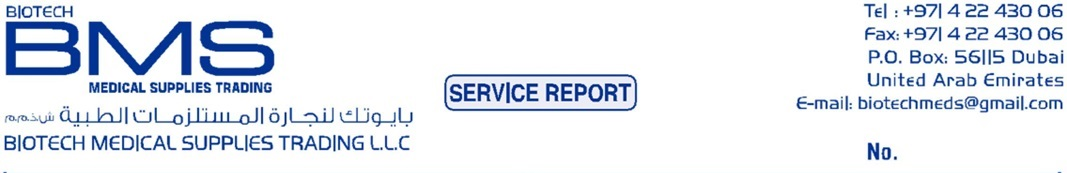 BIOTECH
BMS
MEDICAL SUPPLIES TRADING
بايوتك لتجارة المستلزمات الطبية ش.ذ.م.م
BIOTECH MEDICAL SUPPLIES TRADING L.L.C
SERVICE REPORT
Tel : +971 4 22 430 06
Fax: +971 4 22 430 06
P.O. Box: 56115 Dubai
United Arab Emirates
E-mail: biotechmeds@gmail.com
No.